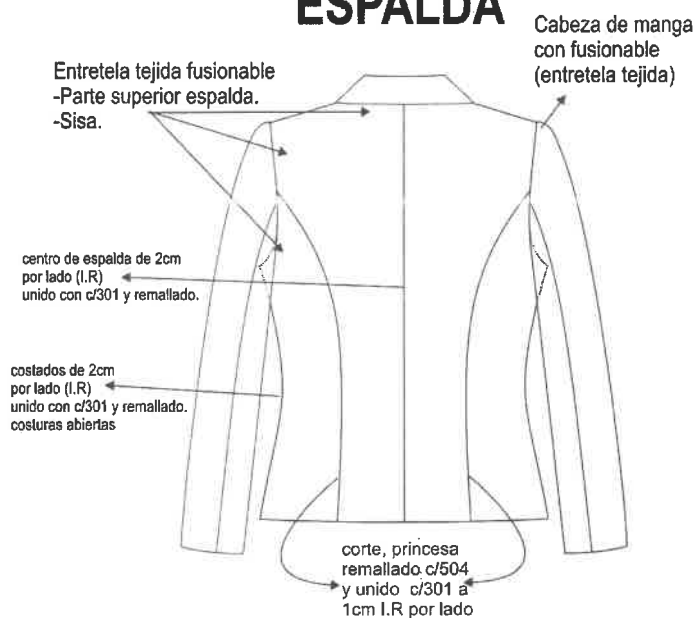 ESPALDA
Cabeza de manga
con fusionable
(entretela tejida)
Entretela tejida fusionable
-Parte superior espalda.
-Sisa.
centro de espalda de 2cm
por lado (I.R)
unido con c/301 y remallado.
costados de 2cm
por lado (I.R)
unido con c/301 y remallado.
costuras abiertas
corte, princesa
remallado c/504
y unido c/301 a
1cm I.R por lado